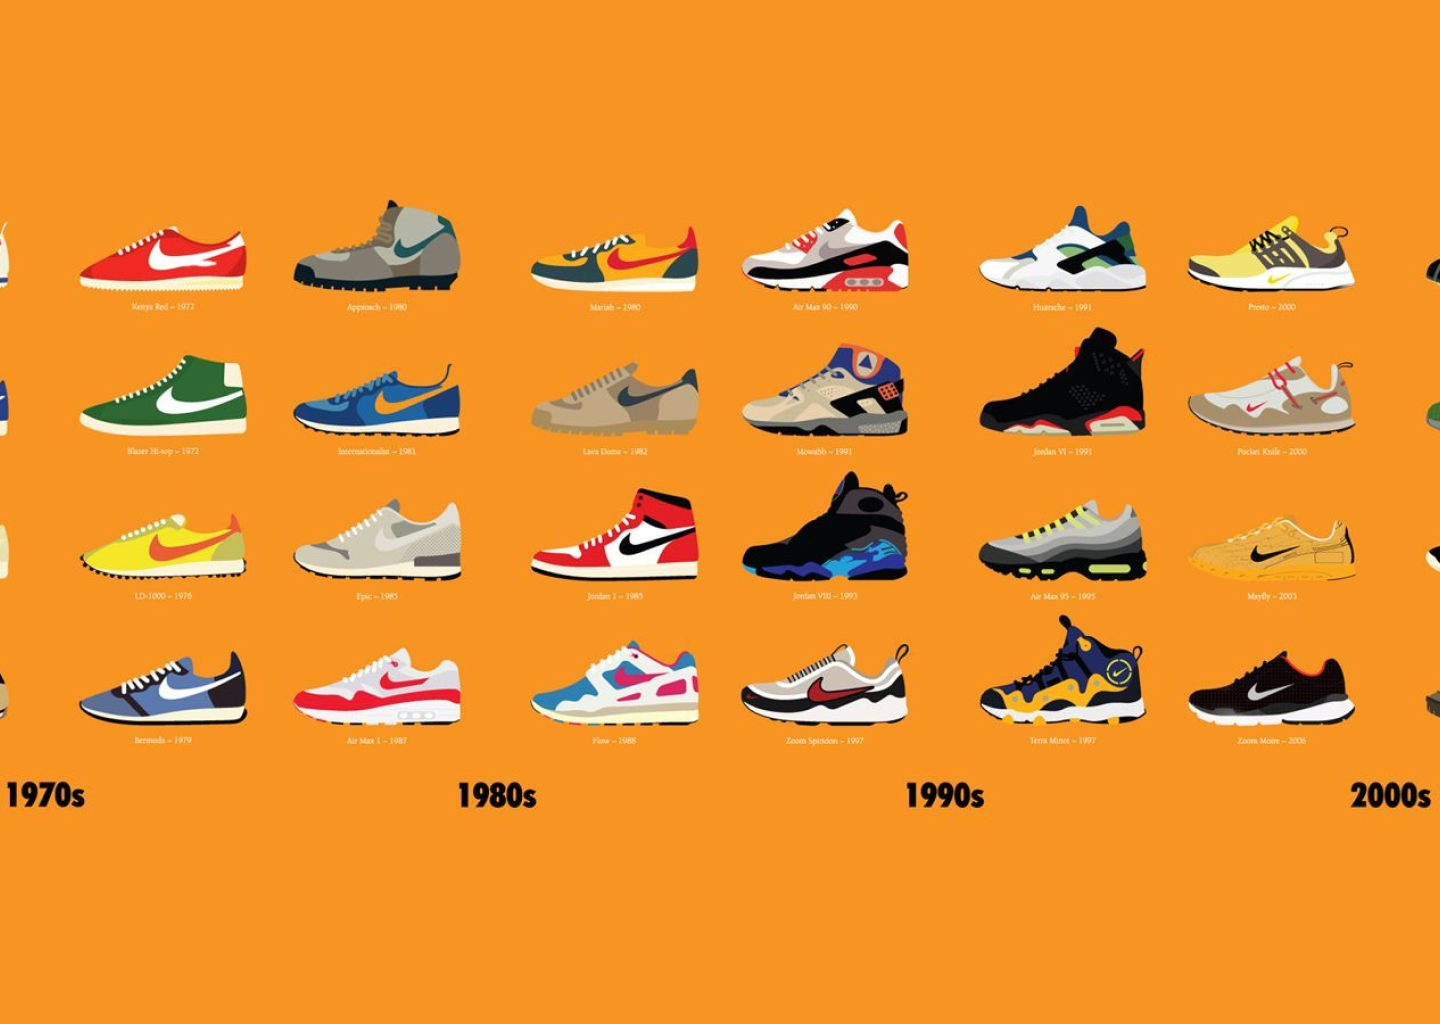 Kenya Red – 1972
Approach – 1980
Mariah – 1980
Air Max 90 – 1990
Huarache – 1991
Presto – 2000
Blazer Hi-top – 1972
Internationalist – 1981
Lava Dome – 1982
Mowabb – 1991
Jordan VI – 1991
Pocket Knife – 2000
LD-1000 – 1976
Epic – 1985
Jordan 1 – 1985
Jordan VIII – 1993
Air Max 95 – 1995
Mayfly – 2003
Bermuda – 1979
Air Max 1 – 1987
Flow – 1988
Zoom Spiridon – 1997
Terra Minot – 1997
Zoom Moire – 2006
1970s
1980s
1990s
2000s